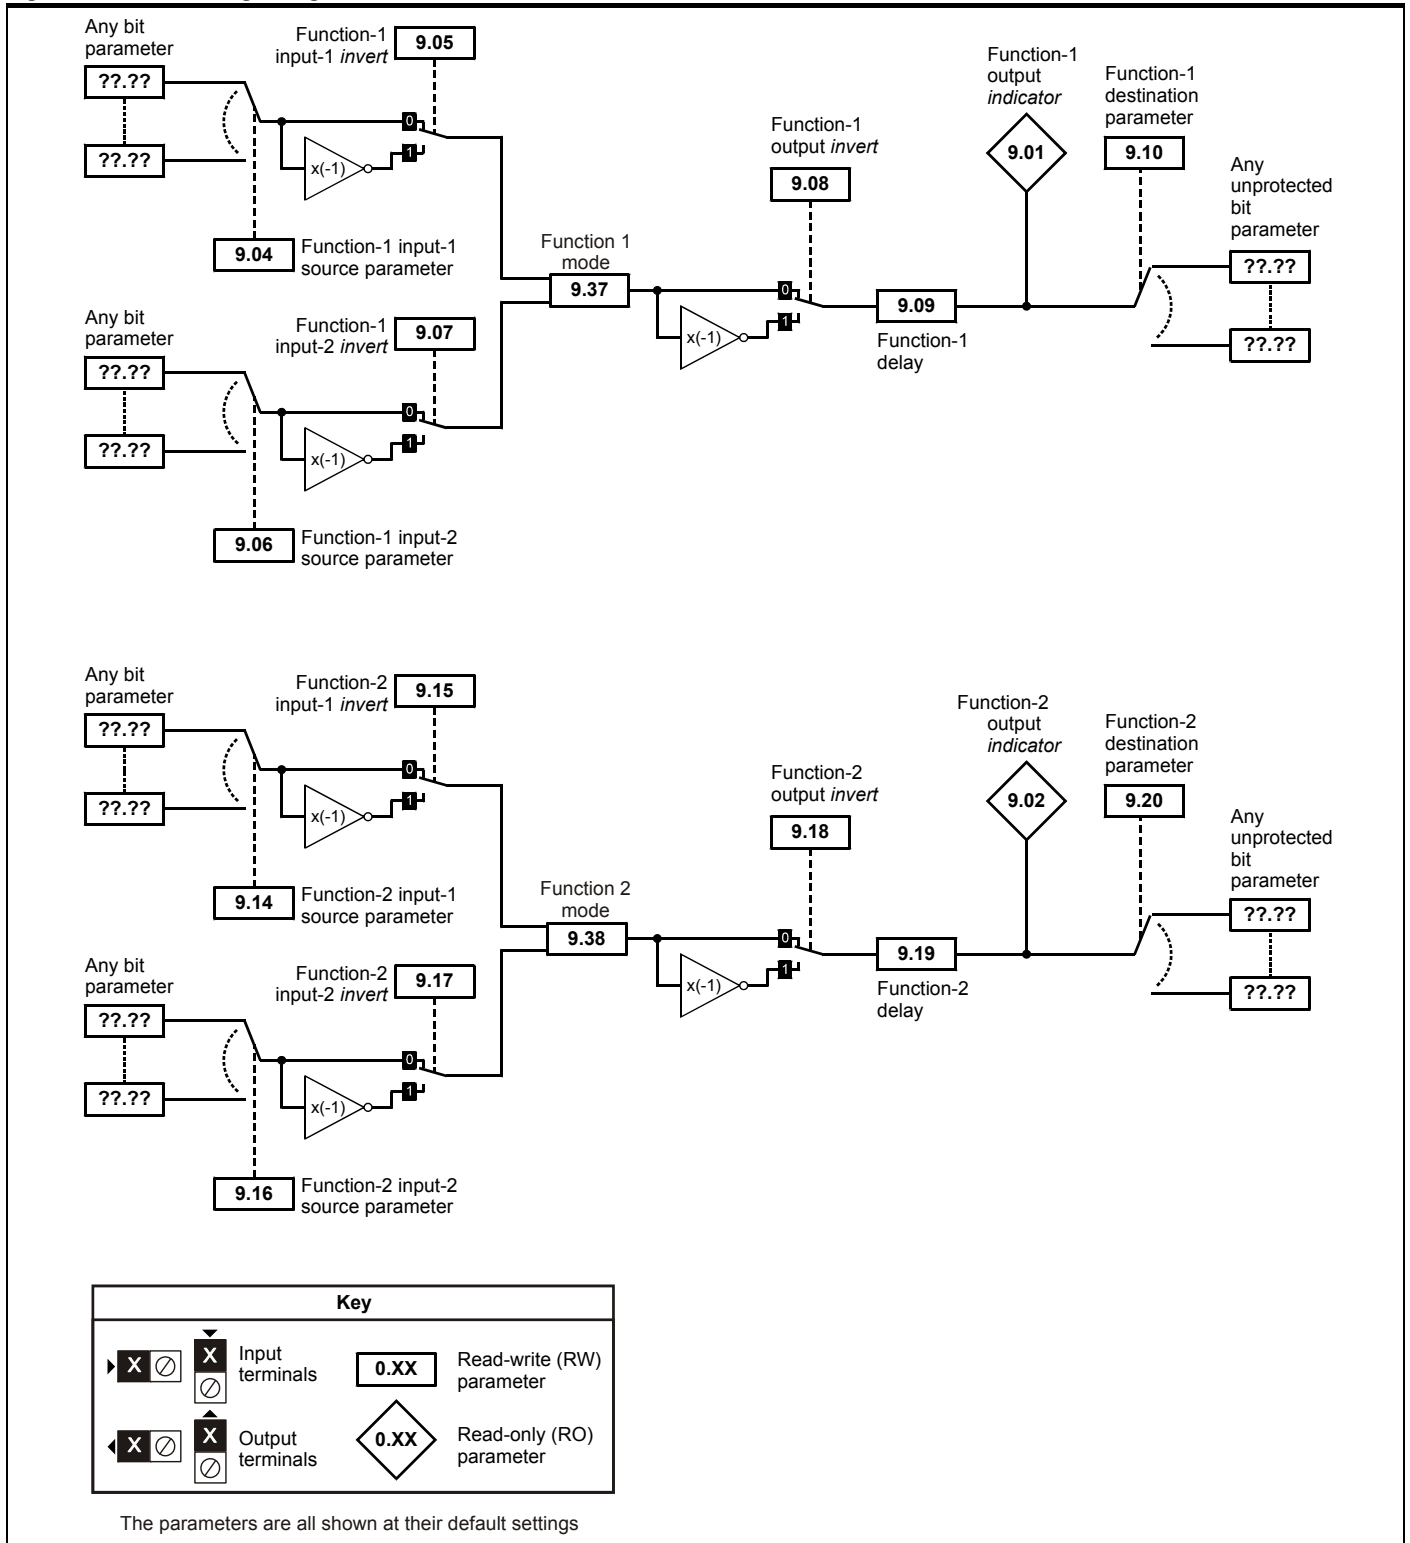 Any bit
parameter
??.??
??.??
Function-1
input-1 invert
9.05
0
1
x(-1)
9.04
Function-1 input-1
source parameter
Any bit
parameter
??.??
??.??
Function-1
input-2 invert
9.07
0
1
x(-1)
9.06
Function-1 input-2
source parameter
Function 1
mode
9.37
x(-1)
Function-1
output invert
9.08
0
1
9.09
Function-1
delay
Function-1
output
indicator
9.01
Function-1
destination
parameter
9.10
Any
unprotected
bit
parameter
??.??
??.??
Any bit
parameter
??.??
??.??
Function-2
input-1 invert
9.15
0
1
x(-1)
9.14
Function-2 input-1
source parameter
Any bit
parameter
??.??
??.??
Function-2
input-2 invert
9.17
0
1
x(-1)
9.16
Function-2 input-2
source parameter
Function 2
mode
9.38
x(-1)
Function-2
output invert
9.18
0
1
9.19
Function-2
delay
Function-2
output
indicator
9.02
Function-2
destination
parameter
9.20
Any
unprotected
bit
parameter
??.??
??.??
Key
X
X
Input
terminals
0.XX
Read-write (RW)
parameter
X
X
Output
terminals
0.XX
Read-only (RO)
parameter
The parameters are all shown at their default settings